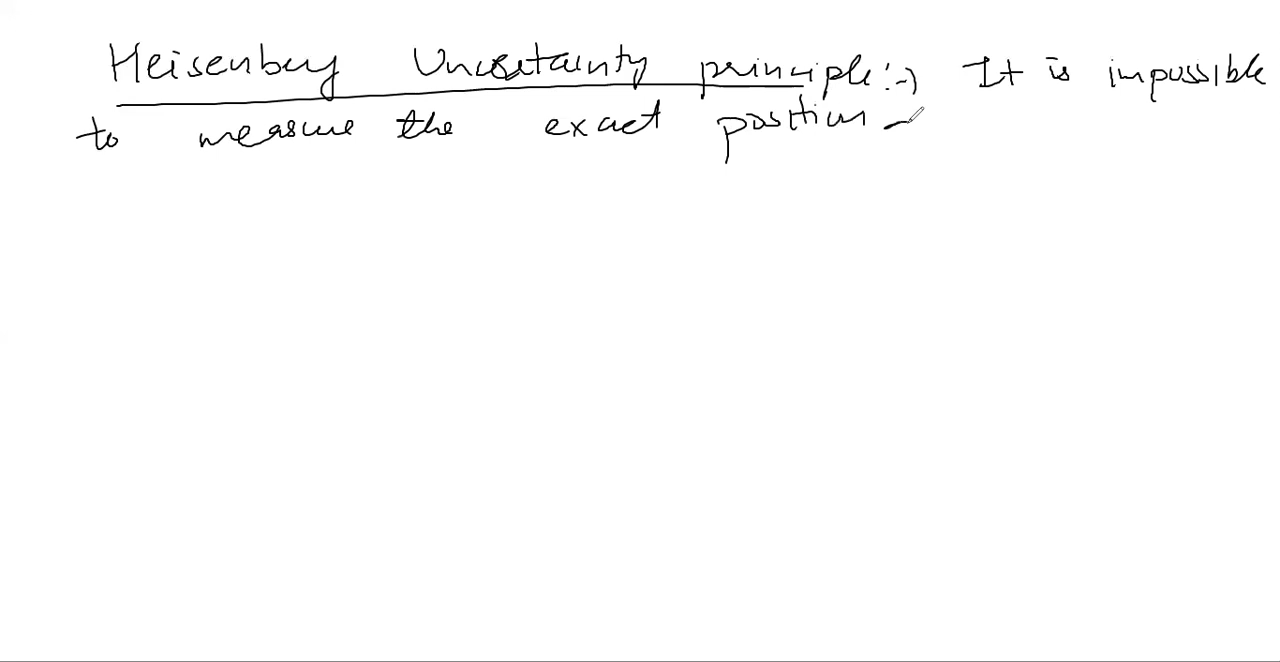 Heisenberg Uncertainty principle:-) It is impossible
to measure the exact position -